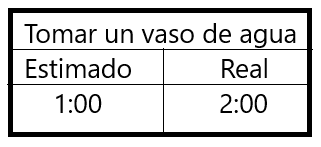 Tomar un vaso de agua
Estimado Real
1:00 2:00